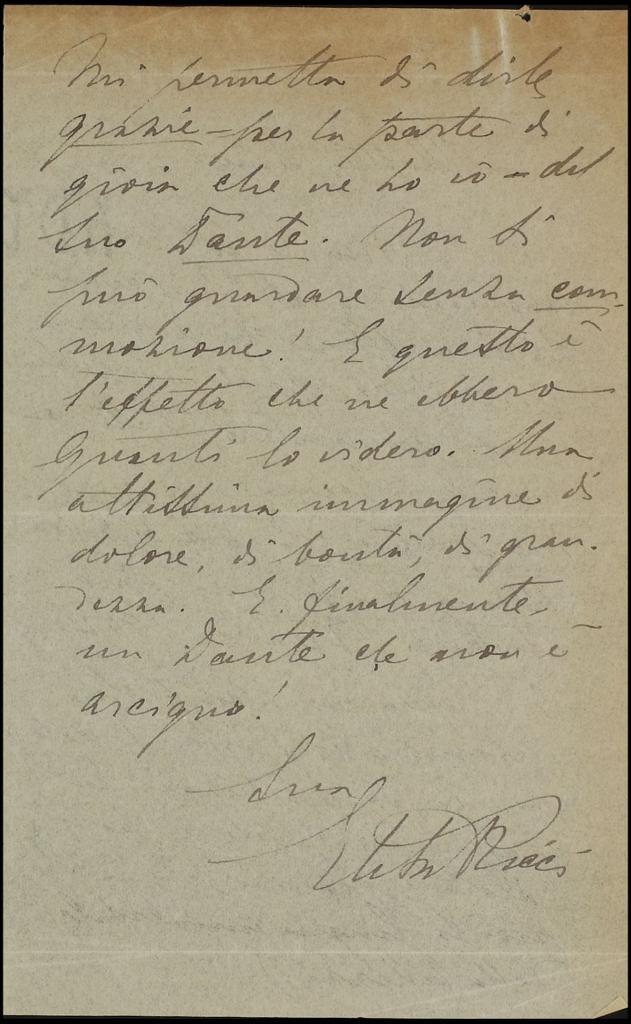 Mi permetta di dirle
grazie - per la parte di
gioia che ne ho io - del
Suo Dante. Non si
può guardare senza com-
mozione! E questo è
l'effetto che ne ebbero
quanti lo videro. Una
altissima immagine di
dolore, di bontà, di gran-
dezza. E. finalmente,
un Dante che non è
arcigno!
Sua
Ricci